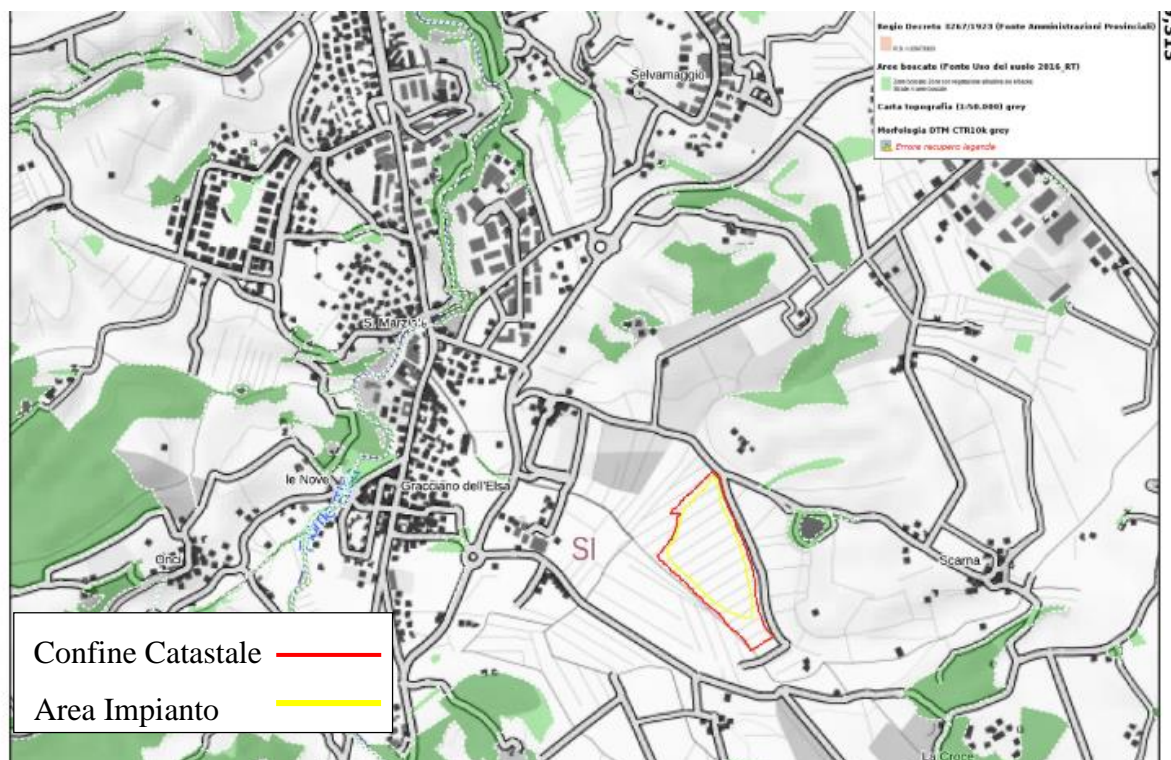 Regio Decreto 3267/1923 (Fonte Amministrazioni Provinciali)
Aree boscate (Fonte Uso del suolo 2016_RT)
Carta topografia (1:50.000) grey
Morfologia DTM CTR10k grey
Errore recupero legende
Selvamaggio
S. Marziale
le Nove
Gracciano dell'Elsa
SI
Onci
Scarna
La Croce
Confine Catastale
Area Impianto